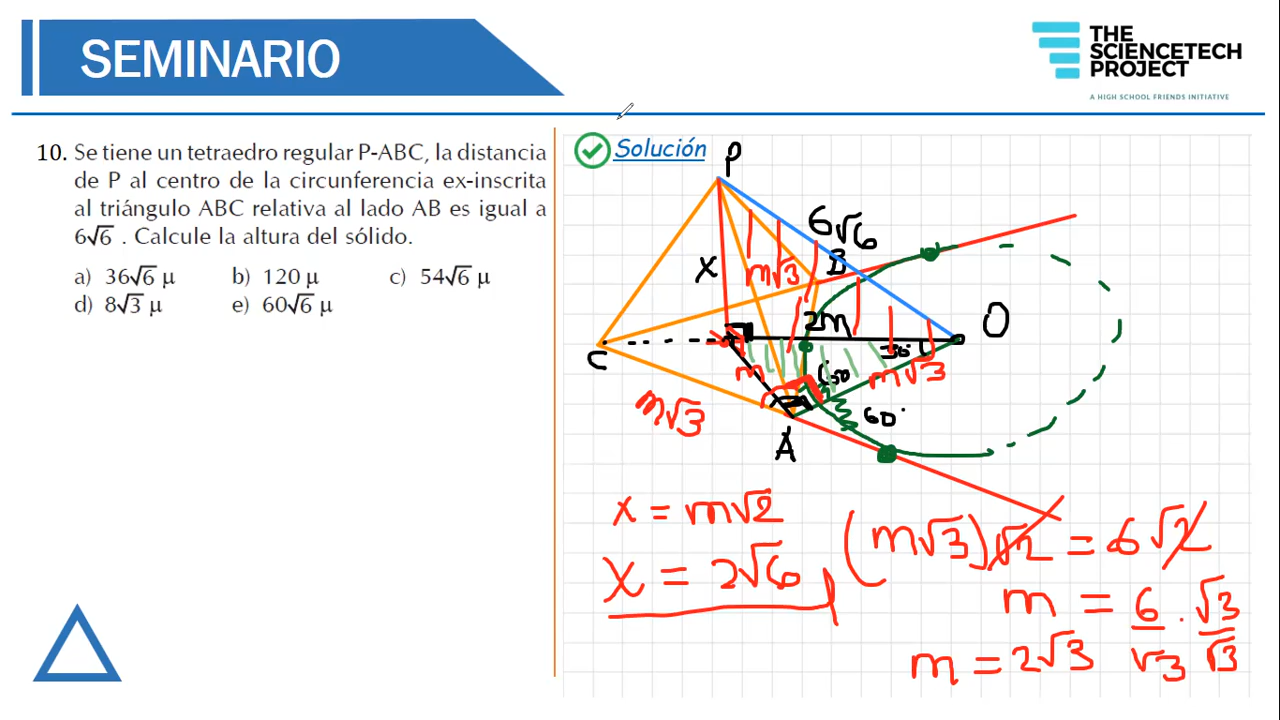 SEMINARIO
THE
SCIENCETECH
PROJECT
A HIGH SCHOOL FRIENDS INITIATIVE
10. Se tiene un tetraedro regular P-ABC, la distancia
de P al centro de la circunferencia ex-inscrita
al triángulo ABC relativa al lado AB es igual a
6√6 . Calcule la altura del sólido.
a) 36√6 µ b) 120 µ c) 54√6 µ
d) 8√3 µ e) 60√6 µ
Solución
P
6√6
B
x
m√3
2m
O
30°
C
m
m√3
m√3
60°
A
x = m√2
(m√3)√2 = 6√2
x = 2√6
m = 6/√3 . √3/√3
m = 2√3